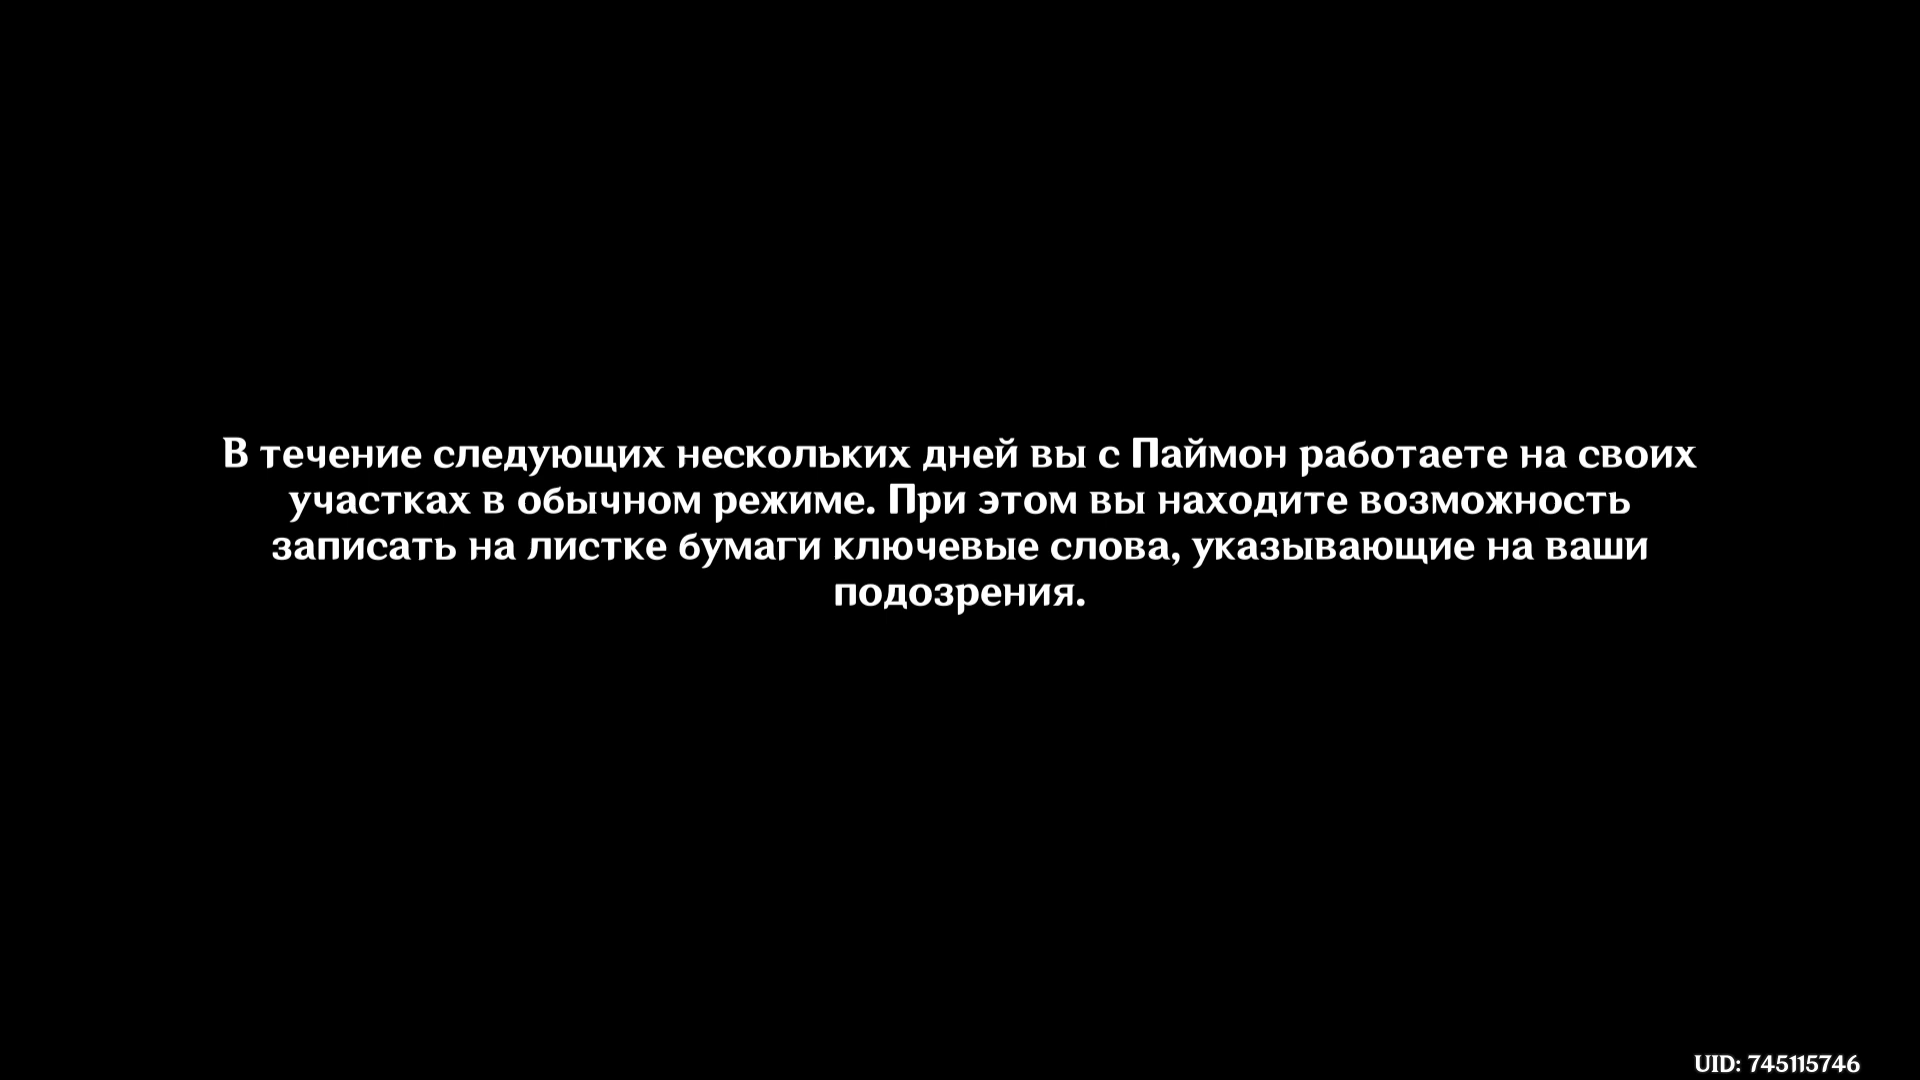 В течение следующих нескольких дней вы с Паймон работаете на своих
участках в обычном режиме. При этом вы находите возможность
записать на листке бумаги ключевые слова, указывающие на ваши
подозрения.
UID: 745115746